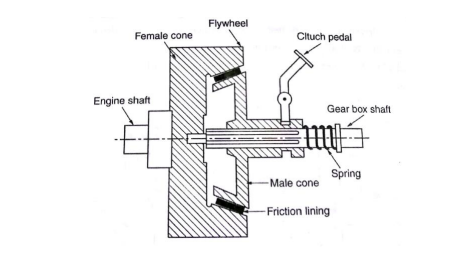 Flywheel
Female cone
Cltuch pedal
Engine shaft
Gear box shaft
Spring
Male cone
Friction lining